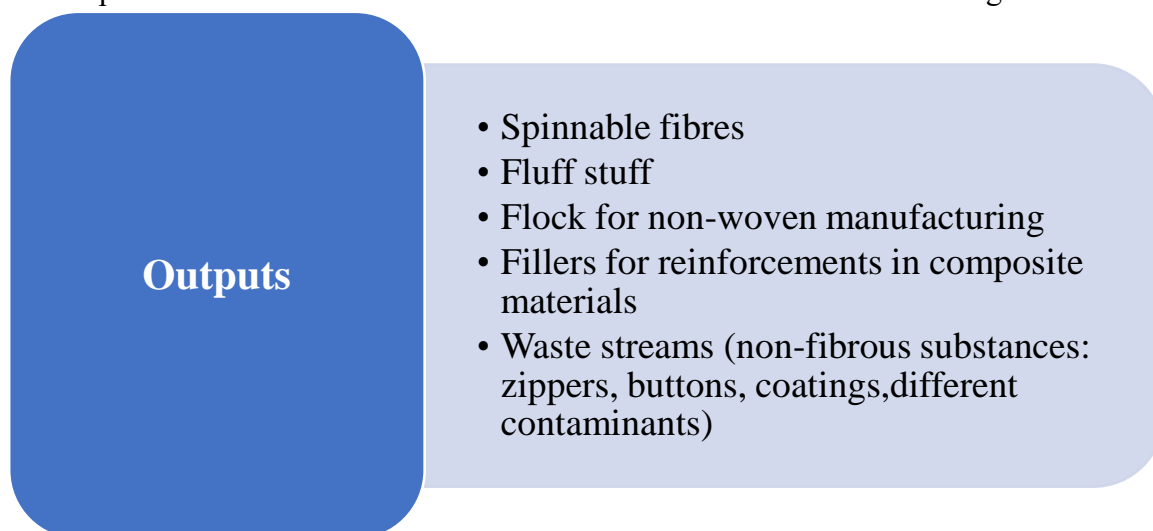 Outputs
• Spinnable fibres
• Fluff stuff
• Flock for non-woven manufacturing
• Fillers for reinforcements in composite
materials
• Waste streams (non-fibrous substances:
zippers, buttons, coatings,different
contaminants)